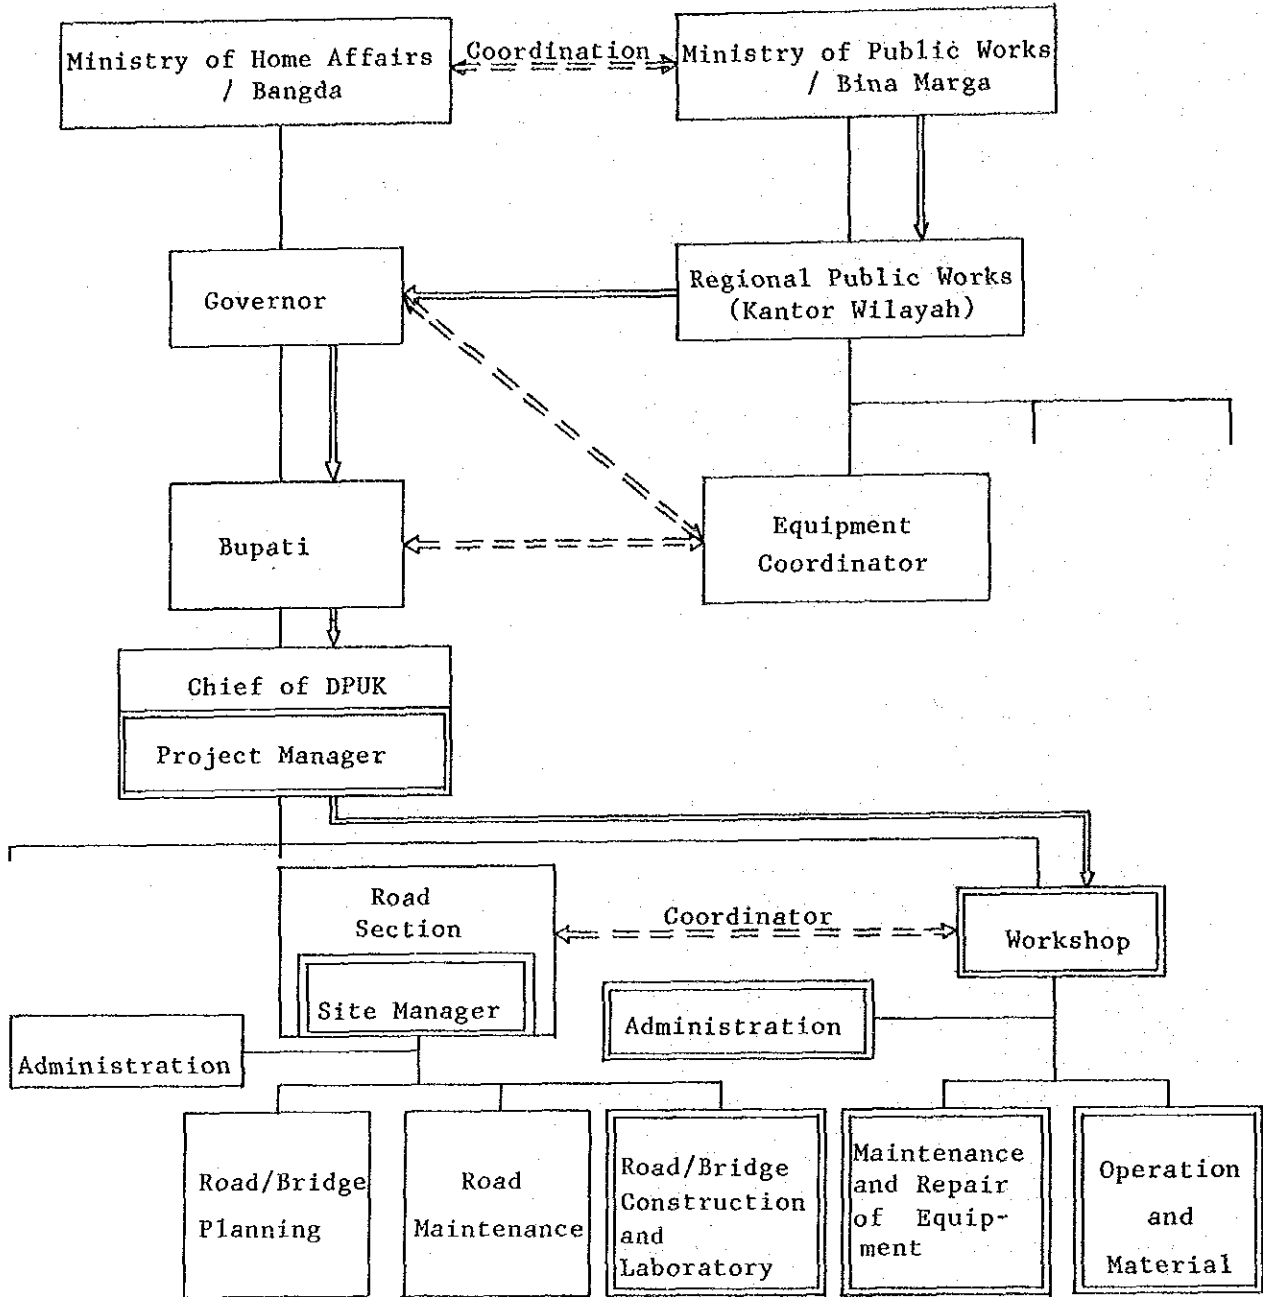 Ministry of Home Affairs
/ Bangda
Coordination
Ministry of Public Works
/ Bina Marga
Governor
Regional Public Works
(Kantor Wilayah)
Bupati
Equipment
Coordinator
Chief of DPUK
Project Manager
Road
Section
Site Manager
Coordinator
Workshop
Administration
Administration
Road/Bridge
Planning
Road
Maintenance
Road/Bridge
Construction
and
Laboratory
Maintenance
and Repair
of Equip-
ment
Operation
and
Material